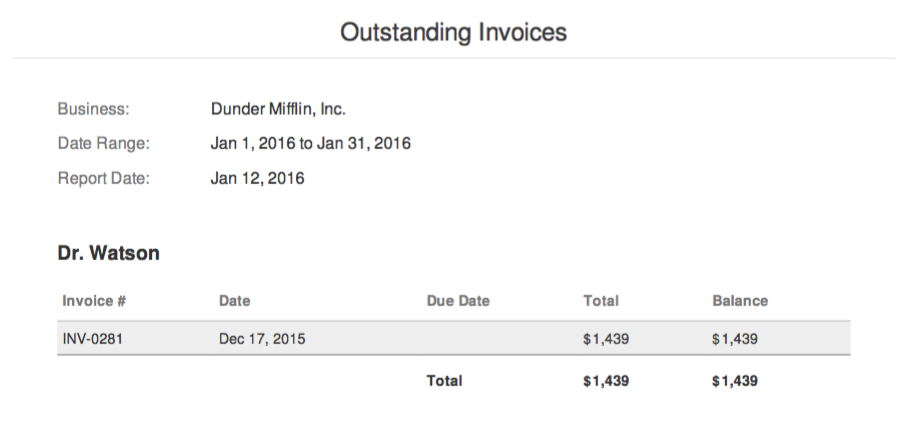 Outstanding Invoices
Business: Dunder Mifflin, Inc.
Date Range: Jan 1, 2016 to Jan 31, 2016
Report Date: Jan 12, 2016
Dr. Watson
Invoice # Date Due Date Total Balance
INV-0281 Dec 17, 2015 $1,439 $1,439
Total $1,439 $1,439